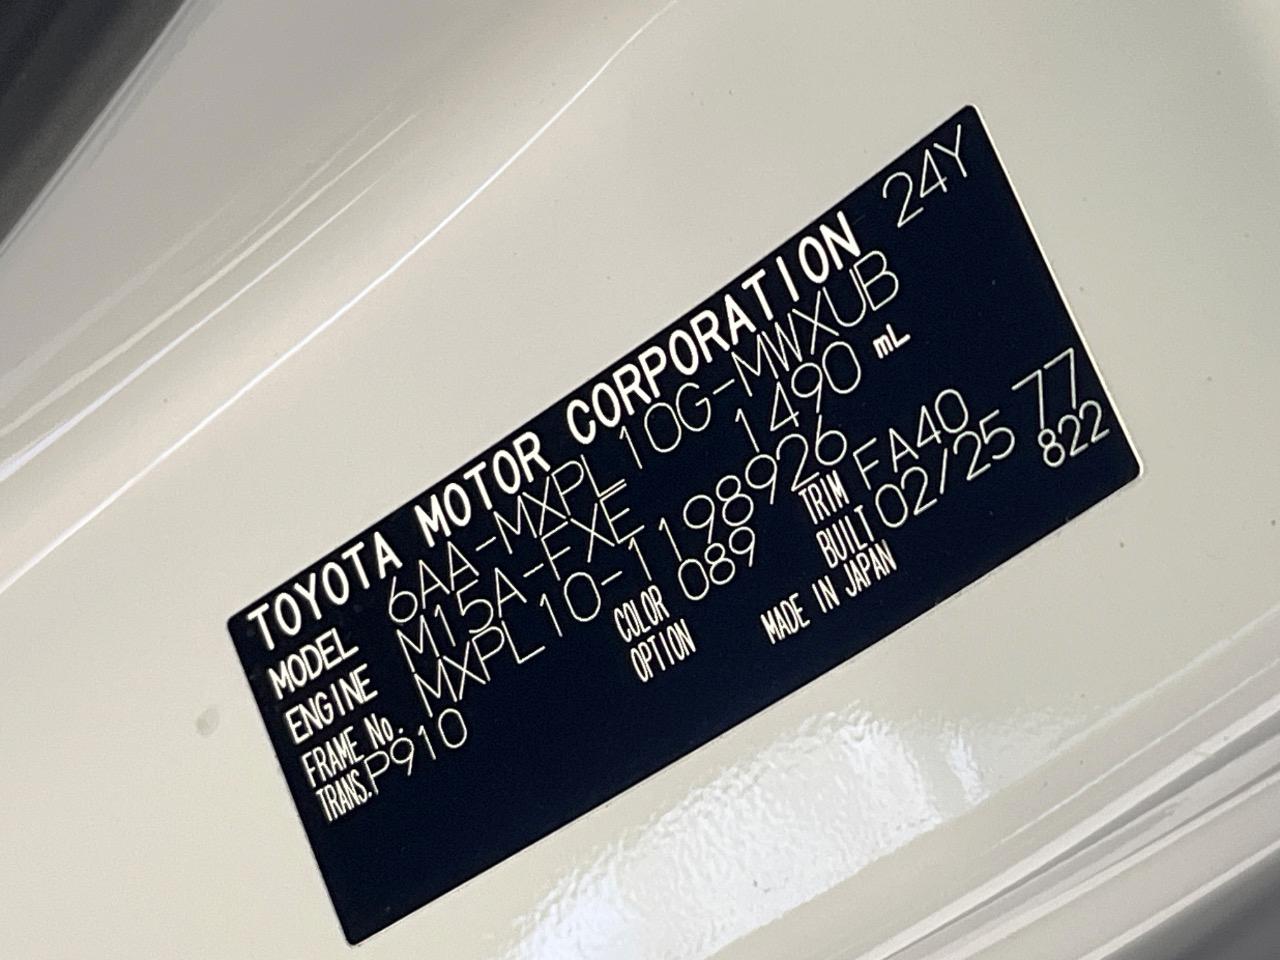 TOYOTA MOTOR CORPORATION 24Y
MODEL 6AA-MXPL10G-MWXUB
ENGINE M15A-FXE 1490 mL
FRAME No. MXPL10-1198926
TRANS. P910 COLOR 089 TRIM FA40 77
OPTION BUILT 02/25 822
MADE IN JAPAN